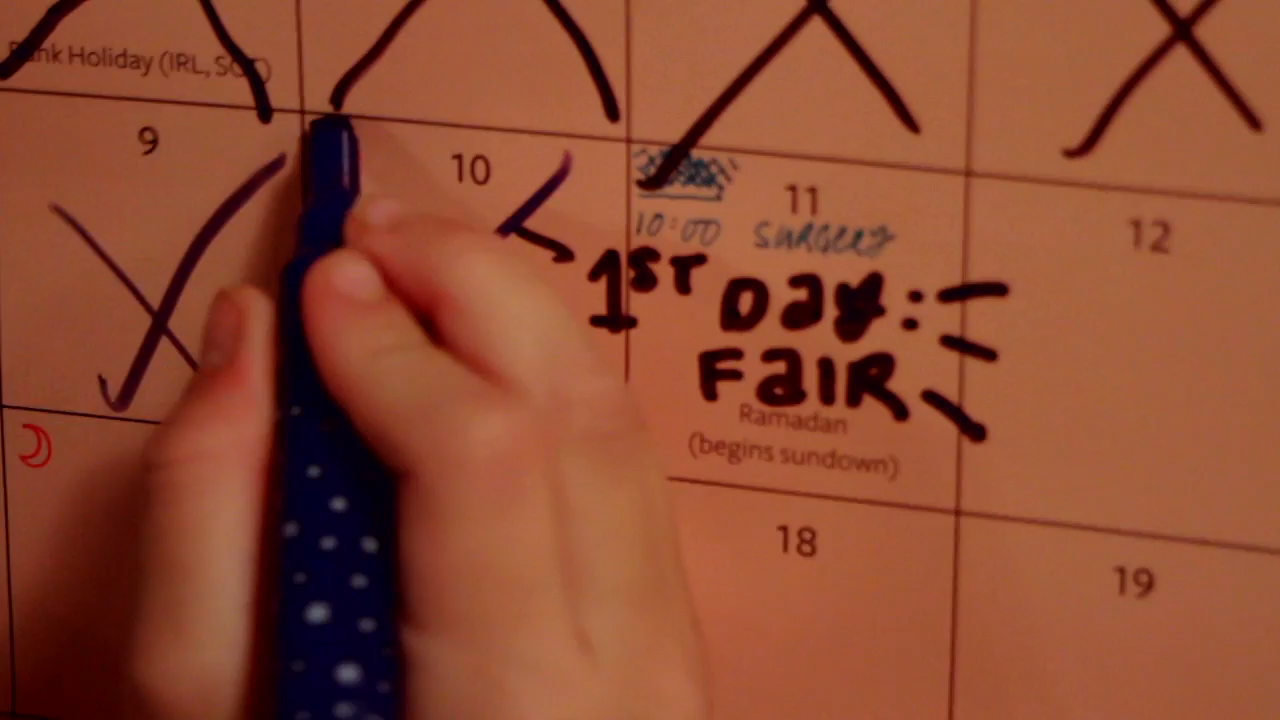 Bank Holiday (IRL, SCT)
9
10
11
12
10:00 SURGERY
1ST DAY:
FAIR
Ramadan
(begins sundown)
18
19